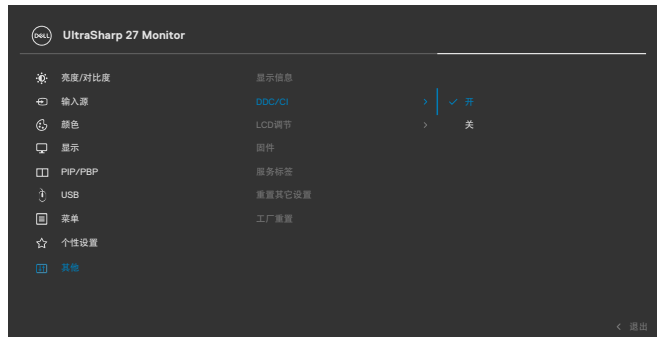 DELL UltraSharp 27 Monitor
亮度/对比度 显示信息
输入源 DDC/CI > ✓ 开
颜色 LCD调节 > 关
显示 固件
PIP/PBP 服务标签
USB 重置其它设置
菜单 工厂重置
个性设置
其他
< 退出